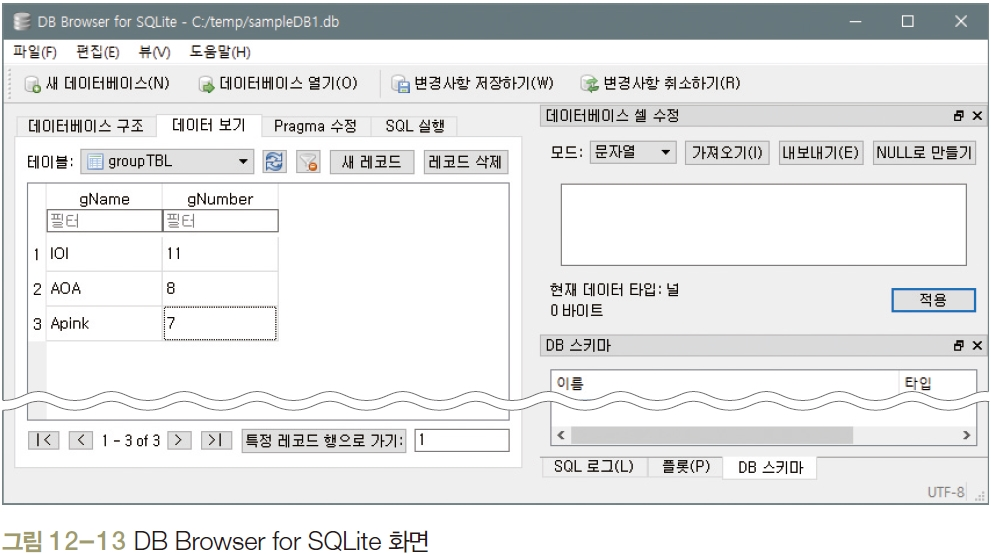 DB Browser for SQLite - C:/temp/sampleDB1.db
파일(F) 편집(E) 뷰(V) 도움말(H)
새 데이터베이스(N) 데이터베이스 열기(O) 변경사항 저장하기(W) 변경사항 취소하기(R)
데이터베이스 구조 데이터 보기 Pragma 수정 SQL 실행
테이블: groupTBL 새 레코드 레코드 삭제
gName gNumber
필터 필터
1 IOI 11
2 AOA 8
3 Apink 7
1 - 3 of 3 특정 레코드 행으로 가기: 1
데이터베이스 셀 수정
모드: 문자열 가져오기(I) 내보내기(E) NULL로 만들기
현재 데이터 타입: 널
0 바이트
적용
DB 스키마
이름 타입
SQL 로그(L) 플롯(P) DB 스키마
UTF-8
그림 12-13 DB Browser for SQLite 화면